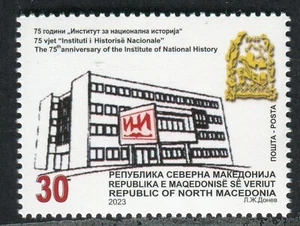 75 години „Институт за национална историја"
75 vjet "Instituti i Historisë Nacionale"
The 75th anniversary of the Institute of National History
ПОШТА - POSTA
30
РЕПУБЛИКА СЕВЕРНА МАКЕДОНИЈА
REPUBLIKA E MAQEDONISË SË VERIUT
REPUBLIC OF NORTH MACEDONIA
2023
Л.Ж.Донев